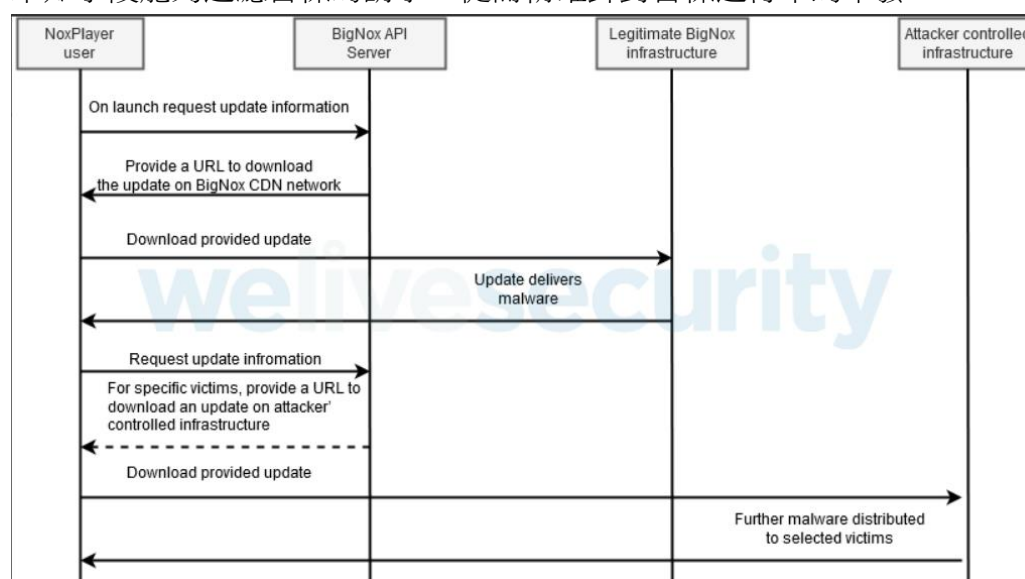 NoxPlayer
user
BigNox API
Server
Legitimate BigNox
infrastructure
Attacker controlled
infrastructure
On launch request update information
Provide a URL to download
the update on BigNox CDN network
Download provided update
welivesecurity
Update delivers
malware
Request update infromation
For specific victims, provide a URL to
download an update on attacker'
controlled infrastructure
Download provided update
Further malware distributed
to selected victims